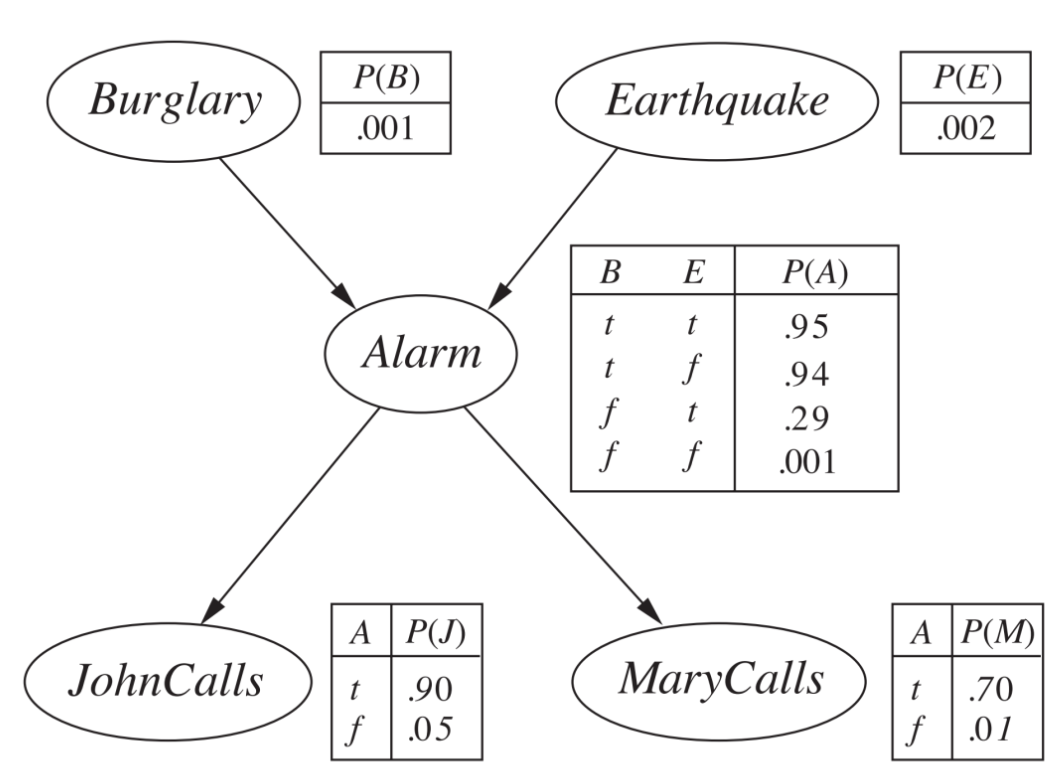 Burglary
P(B)
.001
Earthquake
P(E)
.002
B E P(A)
t t .95
t f .94
f t .29
f f .001
Alarm
JohnCalls
A P(J)
t .90
f .05
MaryCalls
A P(M)
t .70
f .01